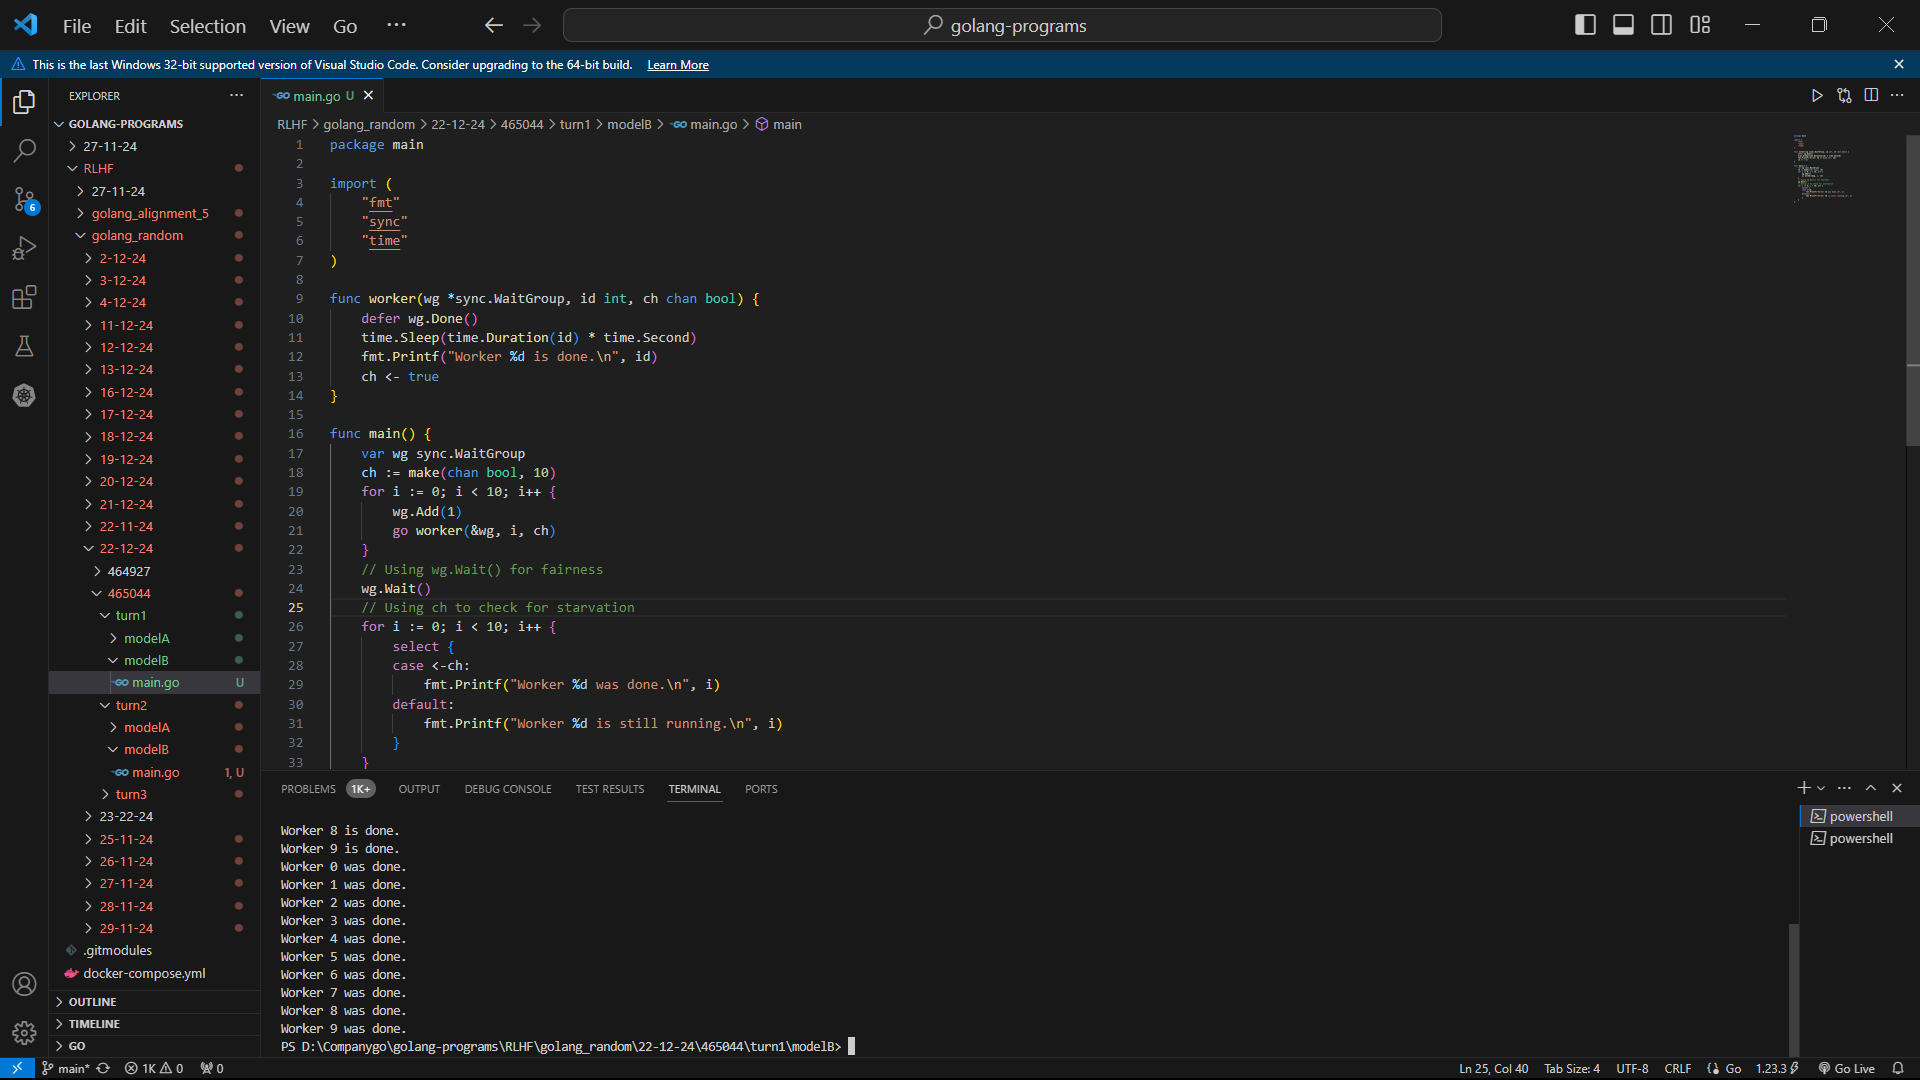 File Edit Selection View Go ··· golang-programs
This is the last Windows 32-bit supported version of Visual Studio Code. Consider upgrading to the 64-bit build. Learn More
EXPLORER
GOLANG-PROGRAMS
27-11-24
RLHF
27-11-24
golang_alignment_5
golang_random
2-12-24
3-12-24
4-12-24
11-12-24
12-12-24
13-12-24
16-12-24
17-12-24
18-12-24
19-12-24
20-12-24
21-12-24
22-11-24
22-12-24
464927
465044
turn1
modelA
modelB
main.go U
turn2
modelA
modelB
main.go 1, U
turn3
23-22-24
25-11-24
26-11-24
27-11-24
28-11-24
29-11-24
.gitmodules
docker-compose.yml
OUTLINE
TIMELINE
GO
6
GO main.go U
RLHF > golang_random > 22-12-24 > 465044 > turn1 > modelB > GO main.go > main
1 package main
2
3 import (
4 "fmt"
5 "sync"
6 "time"
7 )
8
9 func worker(wg *sync.WaitGroup, id int, ch chan bool) {
10 defer wg.Done()
11 time.Sleep(time.Duration(id) * time.Second)
12 fmt.Printf("Worker %d is done.\n", id)
13 ch <- true
14 }
15
16 func main() {
17 var wg sync.WaitGroup
18 ch := make(chan bool, 10)
19 for i := 0; i < 10; i++ {
20 wg.Add(1)
21 go worker(&wg, i, ch)
22 }
23 // Using wg.Wait() for fairness
24 wg.Wait()
25 // Using ch to check for starvation
26 for i := 0; i < 10; i++ {
27 select {
28 case <-ch:
29 fmt.Printf("Worker %d was done.\n", i)
30 default:
31 fmt.Printf("Worker %d is still running.\n", i)
32 }
33 }
PROBLEMS 1K+ OUTPUT DEBUG CONSOLE TEST RESULTS TERMINAL PORTS
Worker 8 is done.
Worker 9 is done.
Worker 0 was done.
Worker 1 was done.
Worker 2 was done.
Worker 3 was done.
Worker 4 was done.
Worker 5 was done.
Worker 6 was done.
Worker 7 was done.
Worker 8 was done.
Worker 9 was done.
PS D:\Companygo\golang-programs\RLHF\golang_random\22-12-24\465044\turn1\modelB>
powershell
powershell
main* 1K 0 0 Ln 25, Col 40 Tab Size: 4 UTF-8 CRLF Go 1.23.3 Go Live